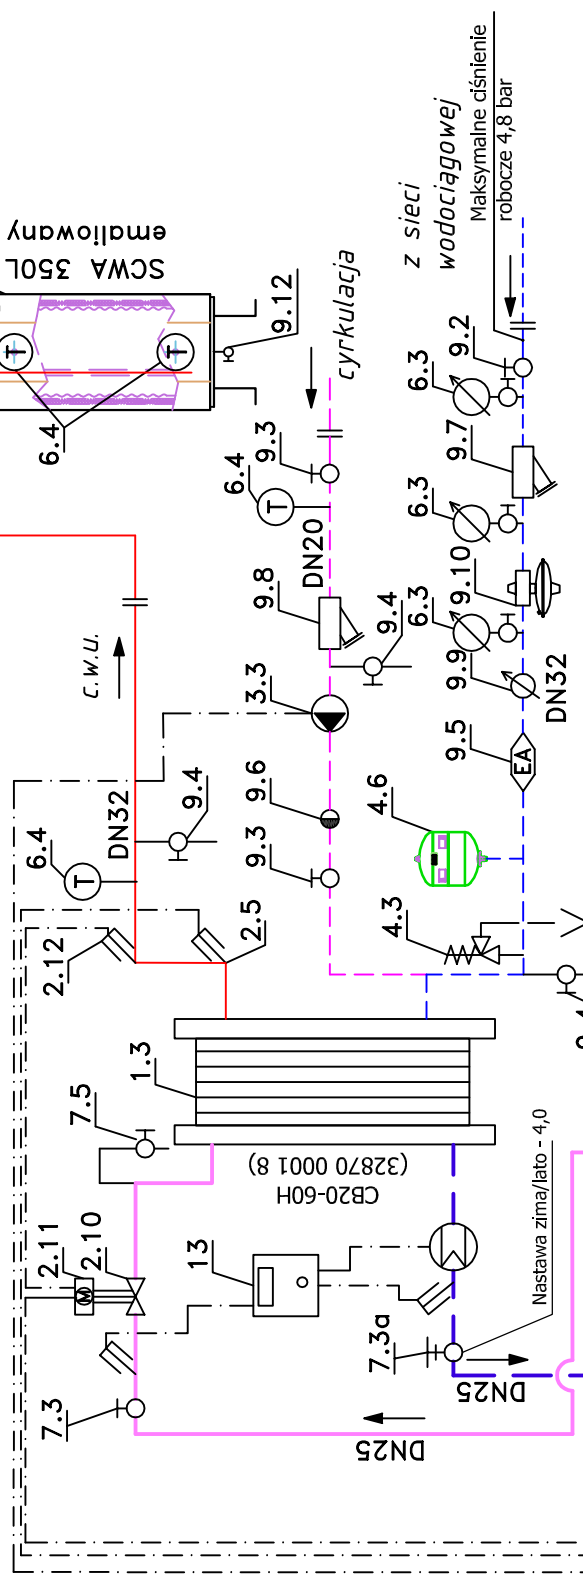 emaliowany
SCWA 350L
T
T
6.4
9.12
cyrkulacja
z sieci
wodociągowej
Maksymalne ciśnienie
robocze 4,8 bar
9.2
6.3
9.7
6.3
9.10
6.3
9.9
DN32
9.5
EA
4.6
4.3
9.3
6.4
T
DN20
9.8
9.4
3.3
9.6
9.3
c.w.u.
DN32
9.4
6.4
T
2.12
2.5
1.3
7.5
CB20-60H
(32870 0001 8)
2.11
2.10
M
13
7.3
7.3a
Nastawa zima/lato - 4,0
DN25
DN25